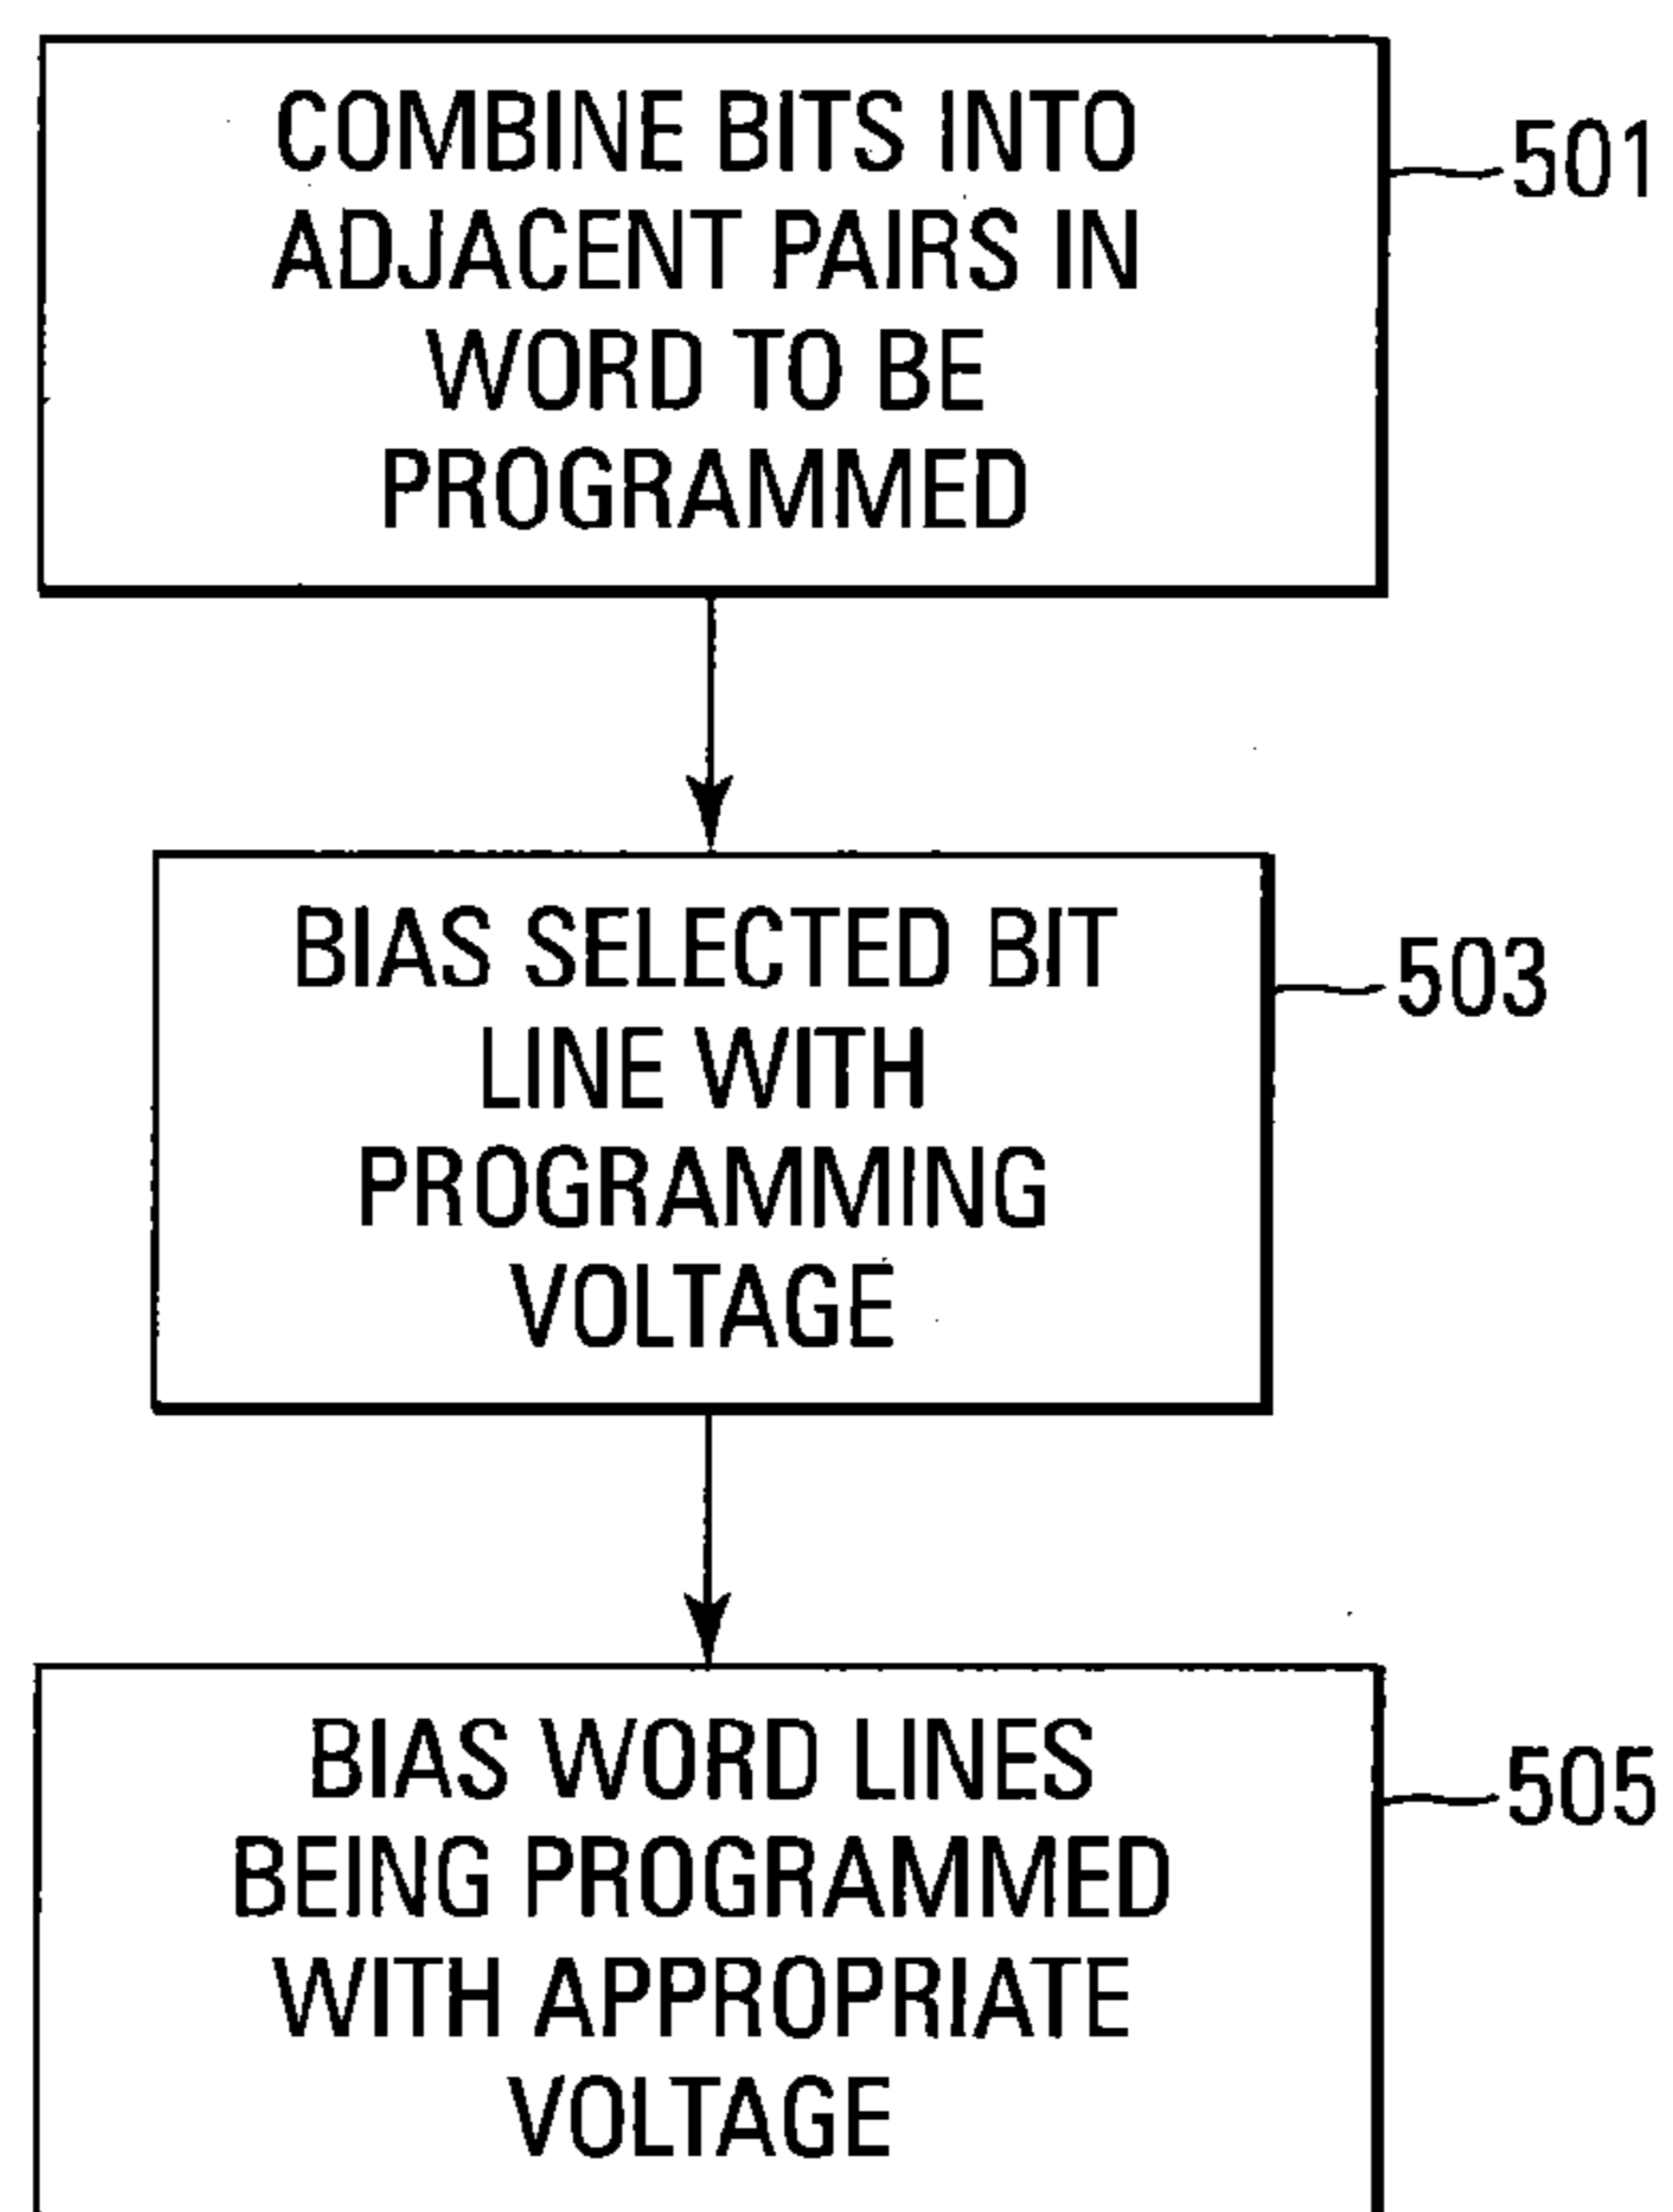 COMBINE BITS INTO
ADJACENT PAIRS IN
WORD TO BE
PROGRAMMED
501
BIAS SELECTED BIT
LINE WITH
PROGRAMMING
VOLTAGE
503
BIAS WORD LINES
BEING PROGRAMMED
WITH APPROPRIATE
VOLTAGE
505